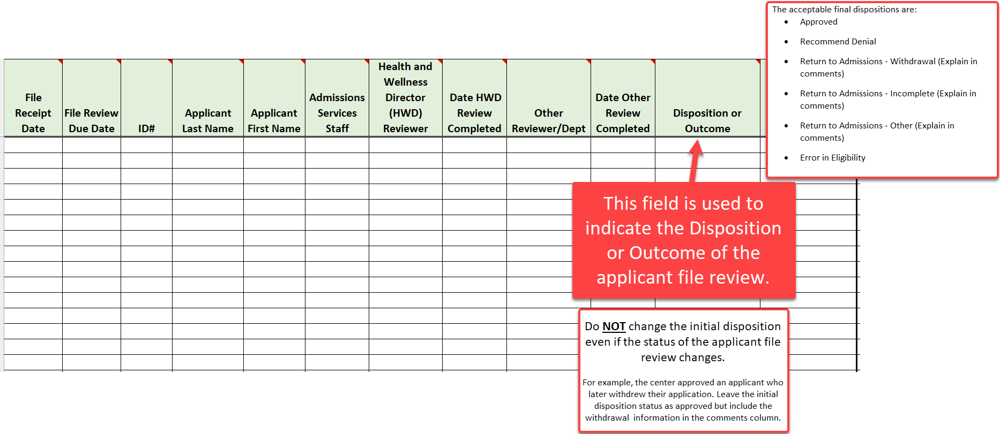 The acceptable final dispositions are:
• Approved
• Recommend Denial
• Return to Admissions - Withdrawal (Explain in
comments)
• Return to Admissions - Incomplete (Explain in
comments)
• Return to Admissions - Other (Explain in
comments)
• Error in Eligibility
File
Receipt
Date
File Review
Due Date
ID#
Applicant
Last Name
Applicant
First Name
Admissions
Services
Staff
Health and
Wellness
Director
(HWD)
Reviewer
Date HWD
Review
Completed
Other
Reviewer/Dept
Date Other
Review
Completed
Disposition or
Outcome
This field is used to
indicate the Disposition
or Outcome of the
applicant file review.
Do NOT change the initial disposition
even if the status of the applicant file
review changes.
For example, the center approved an applicant who
later withdrew their application. Leave the initial
disposition status as approved but include the
withdrawal  information in the comments column.